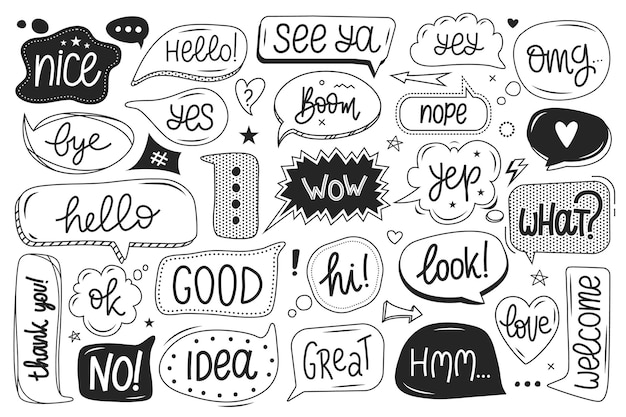 nice
Hello!
see ya
yey
omg...
bye
yes
?
Boom
nope
#
hello
WOW
yep
what?
thank you!
ok
GOOD
!
hi!
look!
love
welcome
NO!
IDEA
GREAT
HMM...